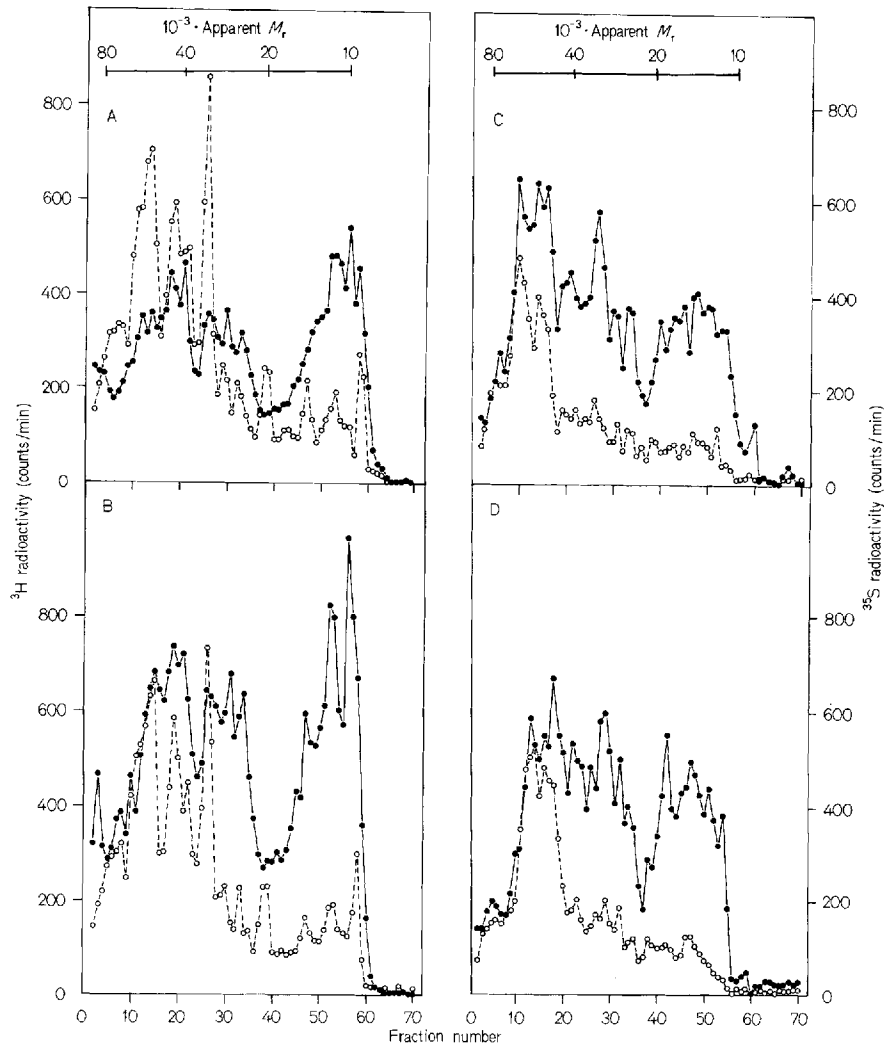 10⁻³ · Apparent Mᵣ
80 40 20 10
10⁻³ · Apparent Mᵣ
80 40 20 10
A
800
600
400
200
0
C
800
600
400
200
0
B
800
600
400
200
0
D
800
600
400
200
0
³H radioactivity (counts/min)
³⁵S radioactivity (counts/min)
0 10 20 30 40 50 60 70
0 10 20 30 40 50 60 70
Fraction number